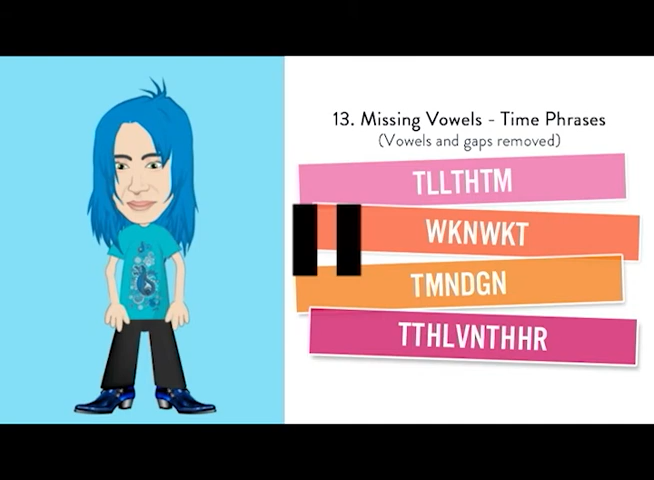 13. Missing Vowels - Time Phrases
(Vowels and gaps removed)
TLLTHTM
WKNWKT
TMNDGN
TTHLVNTHHR